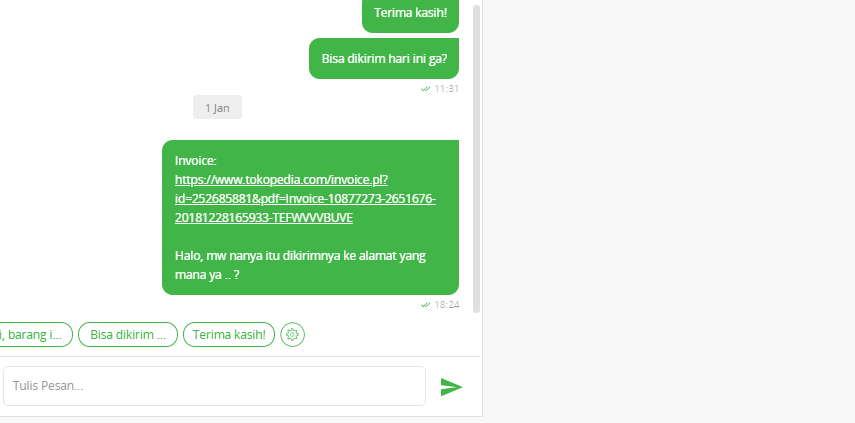 Terima kasih!
Bisa dikirim hari ini ga?
11:31
1 Jan
Invoice:
https://www.tokopedia.com/invoice.pl?
id=252685881&pdf=Invoice-10877273-2651676-
20181228165933-TEFWVVVBUVE
Halo, mw nanya itu dikirimnya ke alamat yang
mana ya .. ?
18:24
i, barang i... Bisa dikirim ... Terima kasih!
Tulis Pesan...